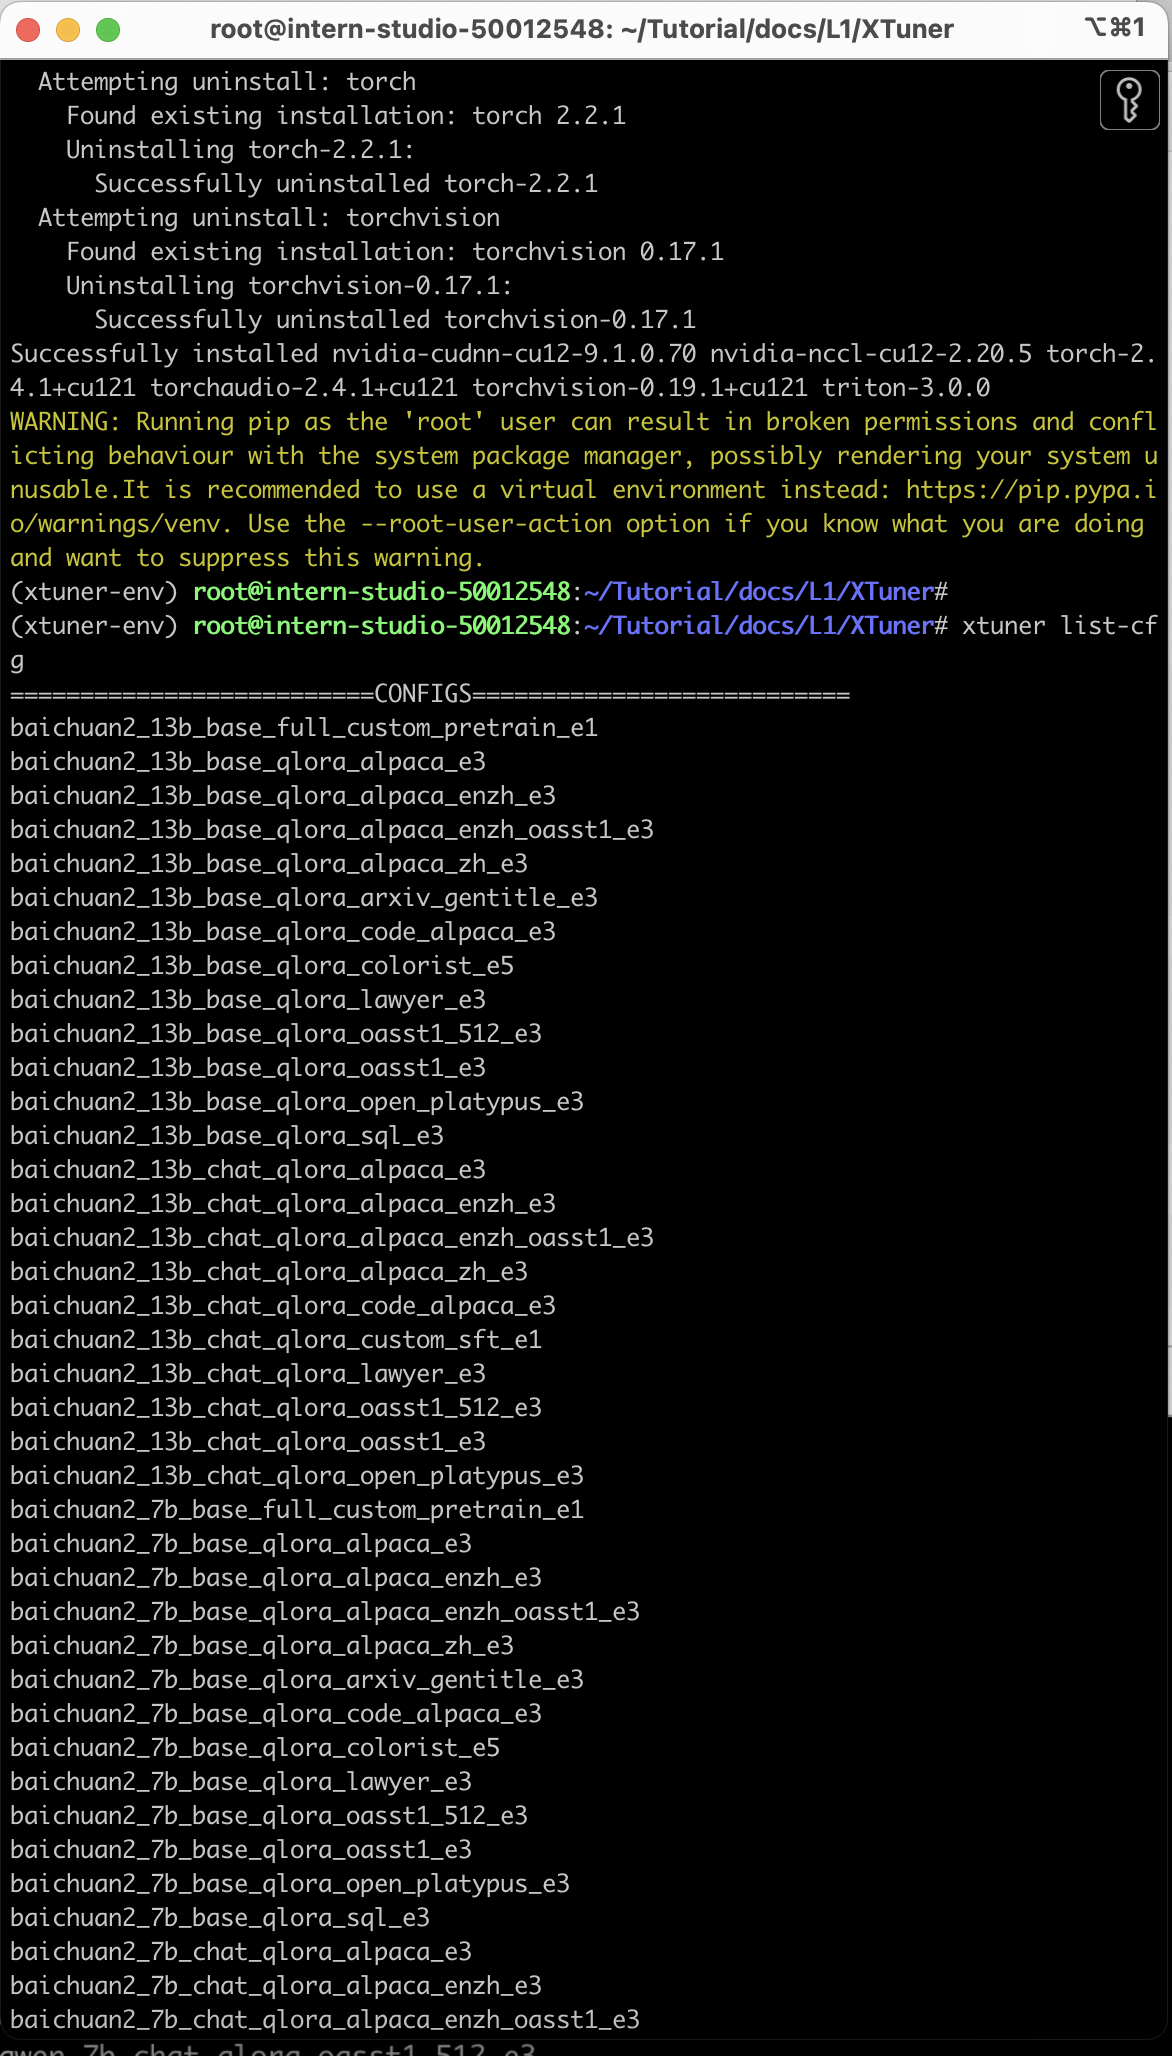 root@intern-studio-50012548: ~/Tutorial/docs/L1/XTuner ⌥⌘1
Attempting uninstall: torch
Found existing installation: torch 2.2.1
Uninstalling torch-2.2.1:
Successfully uninstalled torch-2.2.1
Attempting uninstall: torchvision
Found existing installation: torchvision 0.17.1
Uninstalling torchvision-0.17.1:
Successfully uninstalled torchvision-0.17.1
Successfully installed nvidia-cudnn-cu12-9.1.0.70 nvidia-nccl-cu12-2.20.5 torch-2.
4.1+cu121 torchaudio-2.4.1+cu121 torchvision-0.19.1+cu121 triton-3.0.0
WARNING: Running pip as the 'root' user can result in broken permissions and confl
icting behaviour with the system package manager, possibly rendering your system u
nusable.It is recommended to use a virtual environment instead: https://pip.pypa.i
o/warnings/venv. Use the --root-user-action option if you know what you are doing
and want to suppress this warning.
(xtuner-env) root@intern-studio-50012548:~/Tutorial/docs/L1/XTuner#
(xtuner-env) root@intern-studio-50012548:~/Tutorial/docs/L1/XTuner# xtuner list-cf
g
==========================CONFIGS===========================
baichuan2_13b_base_full_custom_pretrain_e1
baichuan2_13b_base_qlora_alpaca_e3
baichuan2_13b_base_qlora_alpaca_enzh_e3
baichuan2_13b_base_qlora_alpaca_enzh_oasst1_e3
baichuan2_13b_base_qlora_alpaca_zh_e3
baichuan2_13b_base_qlora_arxiv_gentitle_e3
baichuan2_13b_base_qlora_code_alpaca_e3
baichuan2_13b_base_qlora_colorist_e5
baichuan2_13b_base_qlora_lawyer_e3
baichuan2_13b_base_qlora_oasst1_512_e3
baichuan2_13b_base_qlora_oasst1_e3
baichuan2_13b_base_qlora_open_platypus_e3
baichuan2_13b_base_qlora_sql_e3
baichuan2_13b_chat_qlora_alpaca_e3
baichuan2_13b_chat_qlora_alpaca_enzh_e3
baichuan2_13b_chat_qlora_alpaca_enzh_oasst1_e3
baichuan2_13b_chat_qlora_alpaca_zh_e3
baichuan2_13b_chat_qlora_code_alpaca_e3
baichuan2_13b_chat_qlora_custom_sft_e1
baichuan2_13b_chat_qlora_lawyer_e3
baichuan2_13b_chat_qlora_oasst1_512_e3
baichuan2_13b_chat_qlora_oasst1_e3
baichuan2_13b_chat_qlora_open_platypus_e3
baichuan2_7b_base_full_custom_pretrain_e1
baichuan2_7b_base_qlora_alpaca_e3
baichuan2_7b_base_qlora_alpaca_enzh_e3
baichuan2_7b_base_qlora_alpaca_enzh_oasst1_e3
baichuan2_7b_base_qlora_alpaca_zh_e3
baichuan2_7b_base_qlora_arxiv_gentitle_e3
baichuan2_7b_base_qlora_code_alpaca_e3
baichuan2_7b_base_qlora_colorist_e5
baichuan2_7b_base_qlora_lawyer_e3
baichuan2_7b_base_qlora_oasst1_512_e3
baichuan2_7b_base_qlora_oasst1_e3
baichuan2_7b_base_qlora_open_platypus_e3
baichuan2_7b_base_qlora_sql_e3
baichuan2_7b_chat_qlora_alpaca_e3
baichuan2_7b_chat_qlora_alpaca_enzh_e3
baichuan2_7b_chat_qlora_alpaca_enzh_oasst1_e3